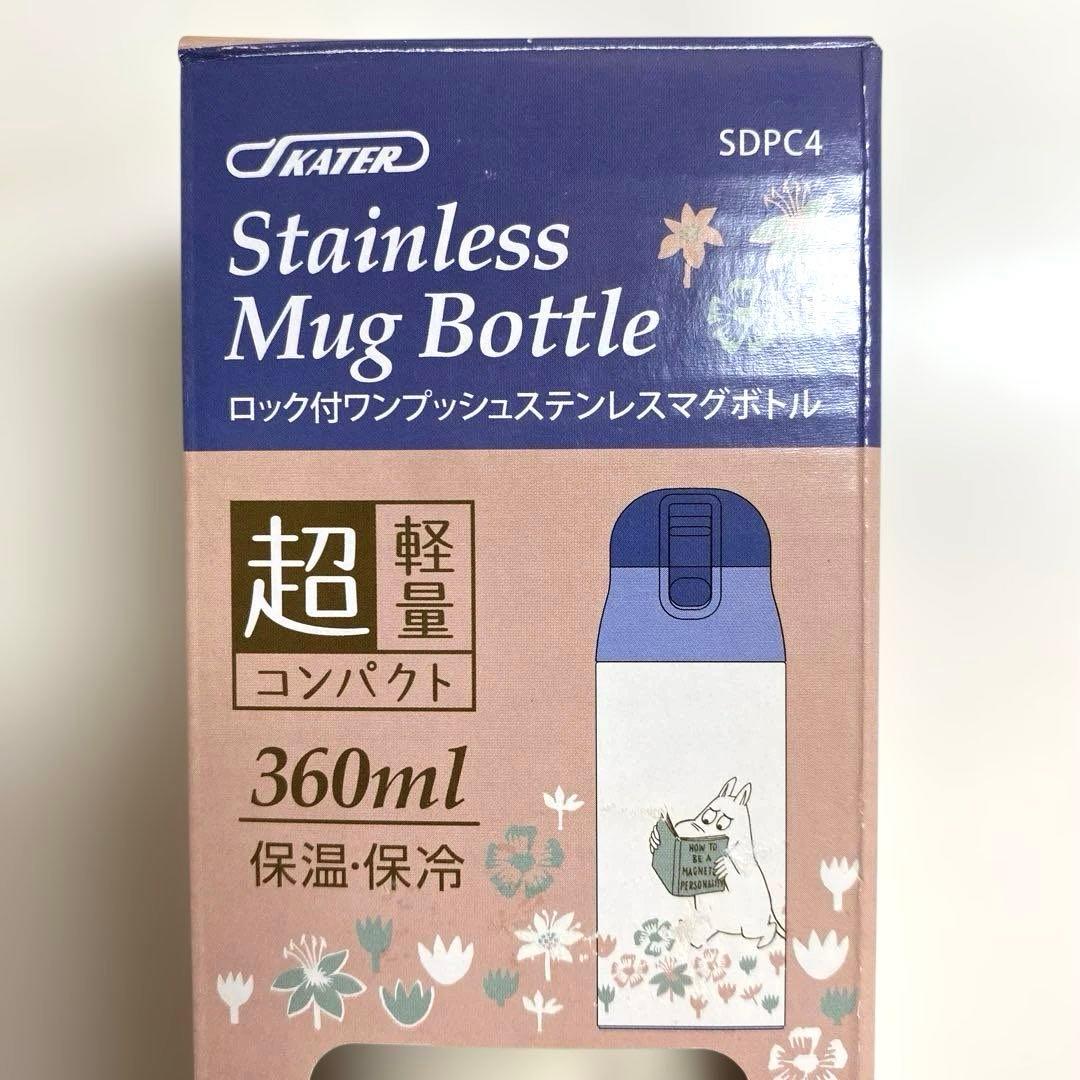 SKATER
SDPC4
Stainless
Mug Bottle
ロック付ワンプッシュステンレスマグボトル
超
軽量
コンパクト
360ml
保温·保冷
HOW TO
BE A
MAGNETE
PERSONALITY